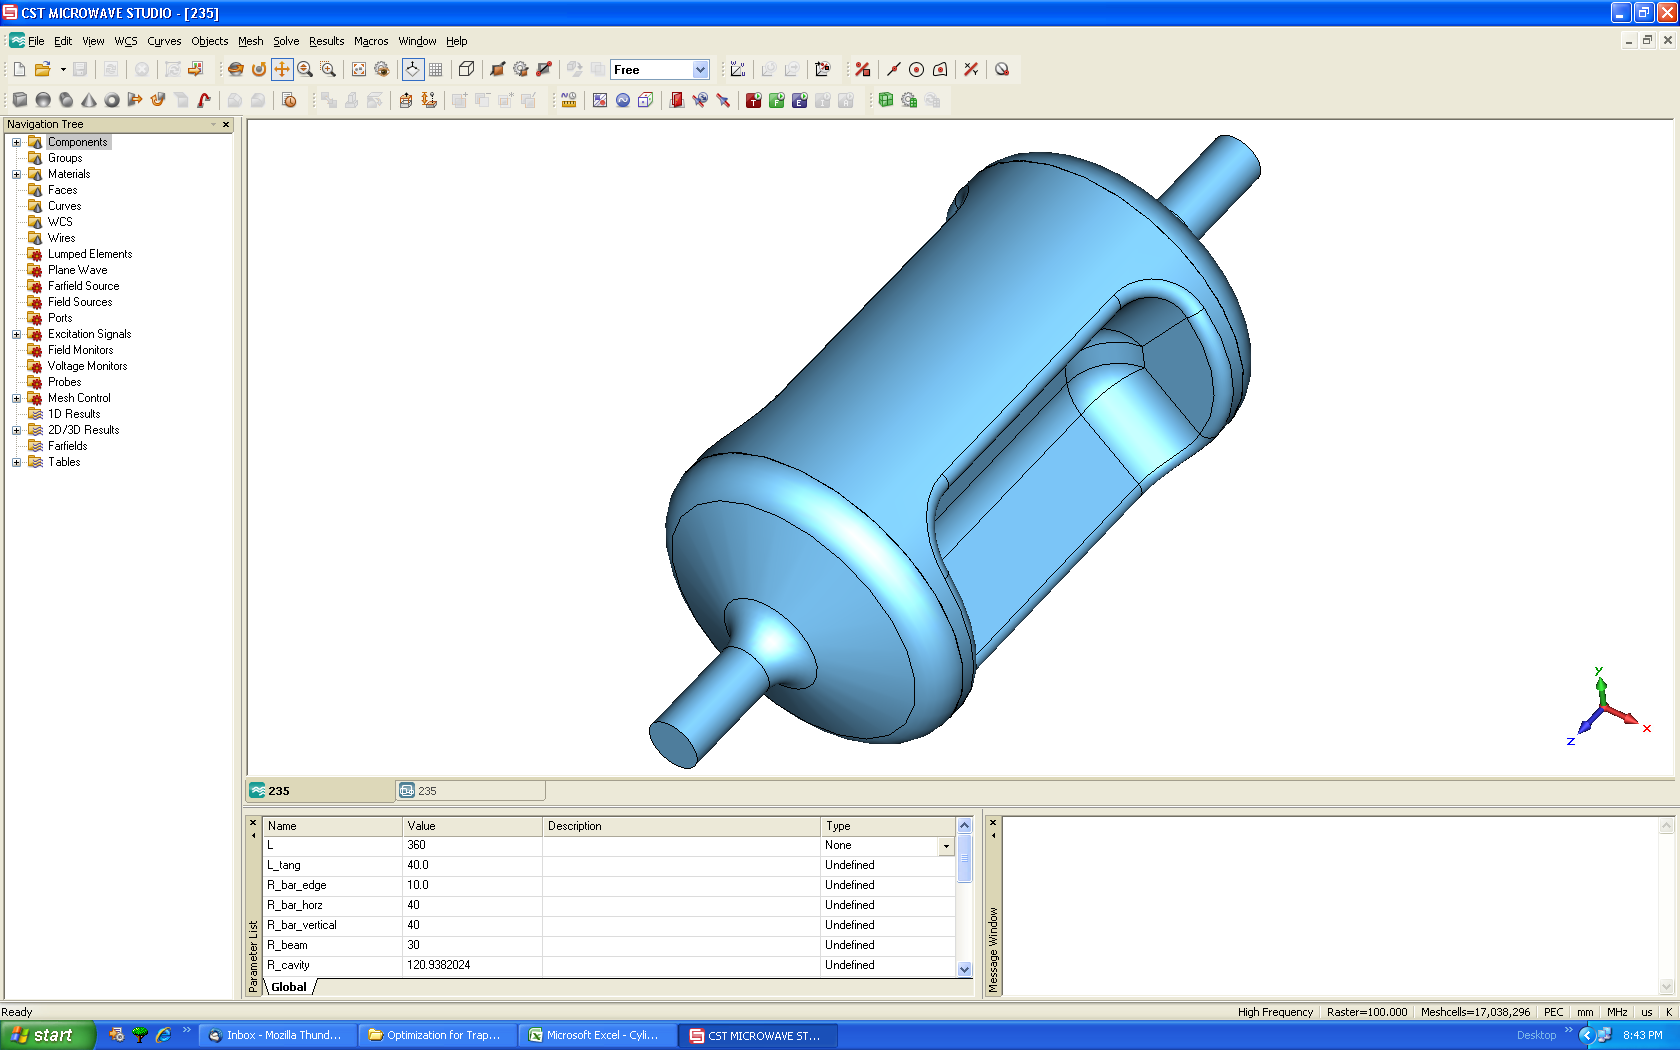 CST MICROWAVE STUDIO - [235]
File Edit View WCS Curves Objects Mesh Solve Results Macros Window Help
Free
Navigation Tree
Components
Groups
Materials
Faces
Curves
WCS
Wires
Lumped Elements
Plane Wave
Farfield Source
Field Sources
Ports
Excitation Signals
Field Monitors
Voltage Monitors
Probes
Mesh Control
1D Results
2D/3D Results
Farfields
Tables
y
x
z
235
235
Name Value Description Type
L 360 None
L_tang 40.0 Undefined
R_bar_edge 10.0 Undefined
R_bar_horz 40 Undefined
R_bar_vertical 40 Undefined
R_beam 30 Undefined
R_cavity 120.9382024 Undefined
Global
Parameter List
Message Window
Ready
High Frequency Raster=100.000 Meshcells=17,038,296 PEC mm MHz us K
start
Inbox - Mozilla Thund...
Optimization for Trap...
Microsoft Excel - Cyli...
CST MICROWAVE ST...
Desktop
8:43 PM